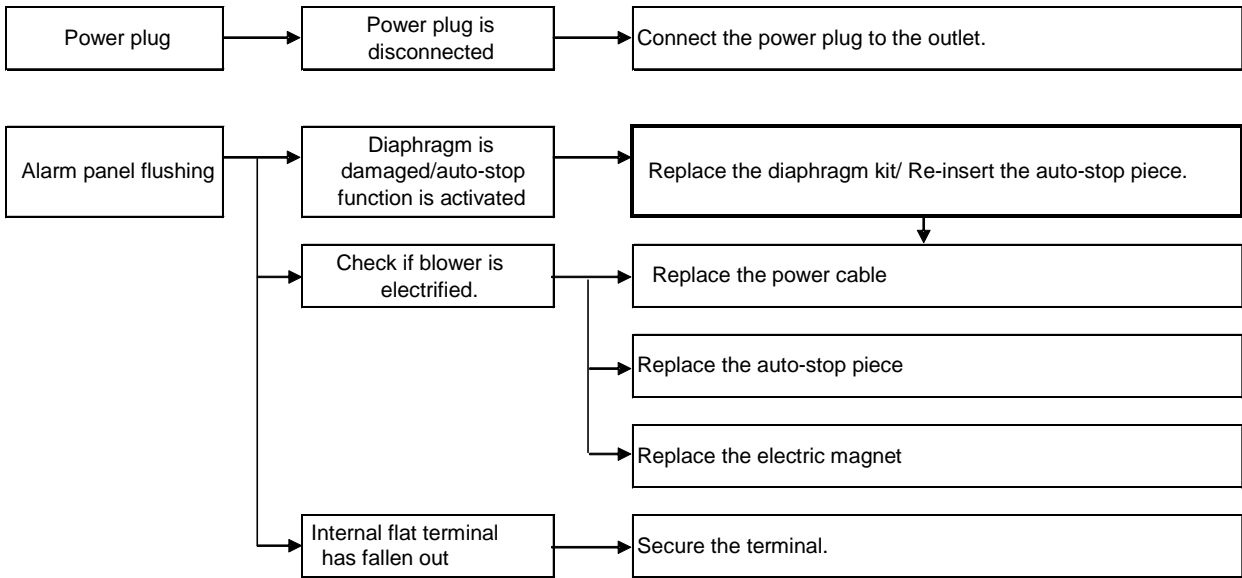 Power plug
Power plug is
disconnected
Connect the power plug to the outlet.
Alarm panel flushing
Diaphragm is
damaged/auto-stop
function is activated
Replace the diaphragm kit/ Re-insert the auto-stop piece.
Check if blower is
electrified.
Replace the power cable
Replace the auto-stop piece
Replace the electric magnet
Internal flat terminal
has fallen out
Secure the terminal.